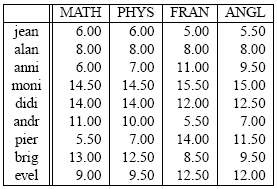 MATH PHYS FRAN ANGL
jean 6.00 6.00 5.00 5.50
alan 8.00 8.00 8.00 8.00
anni 6.00 7.00 11.00 9.50
moni 14.50 14.50 15.50 15.00
didi 14.00 14.00 12.00 12.50
andr 11.00 10.00 5.50 7.00
pier 5.50 7.00 14.00 11.50
brig 13.00 12.50 8.50 9.50
evel 9.00 9.50 12.50 12.00